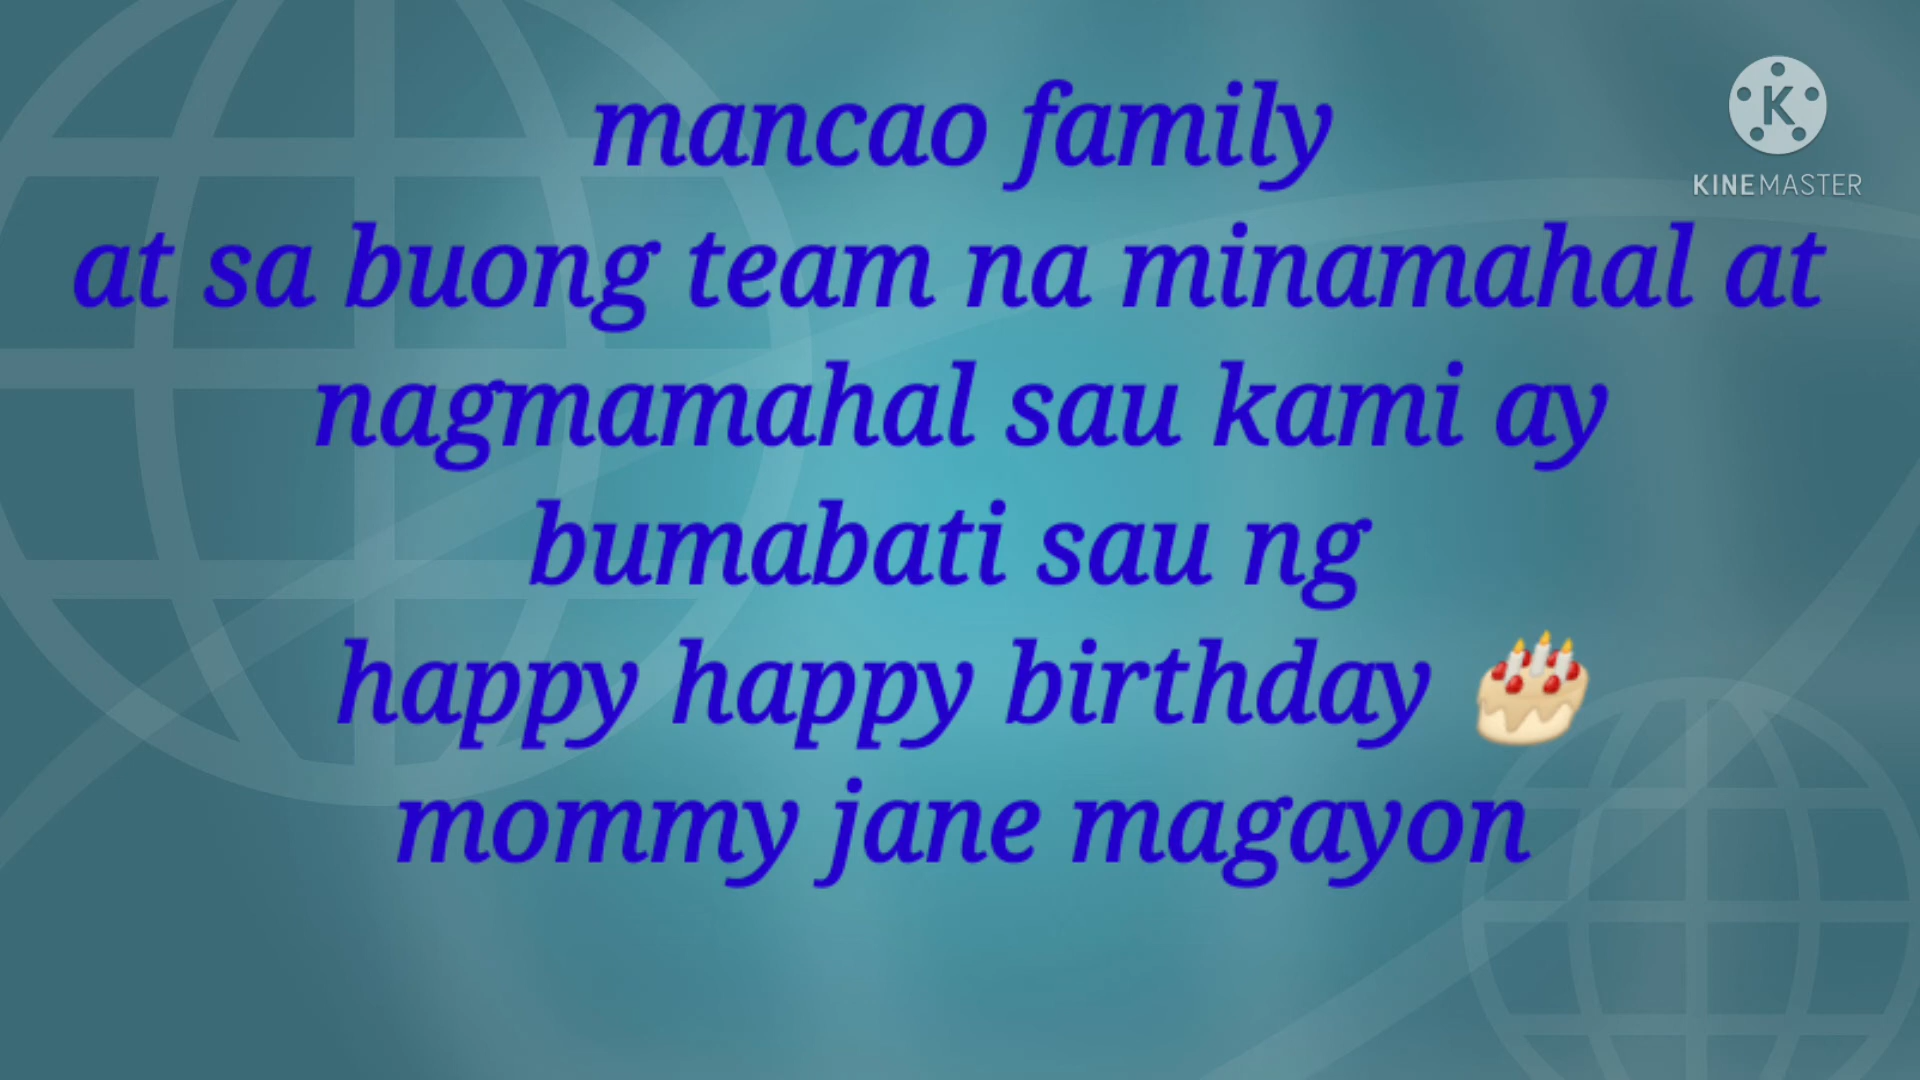 mancao family
at sa buong team na minamahal at
nagmamahal sau kami ay
bumabati sau ng
happy happy birthday 🎂
mommy jane magayon
K
KINEMASTER